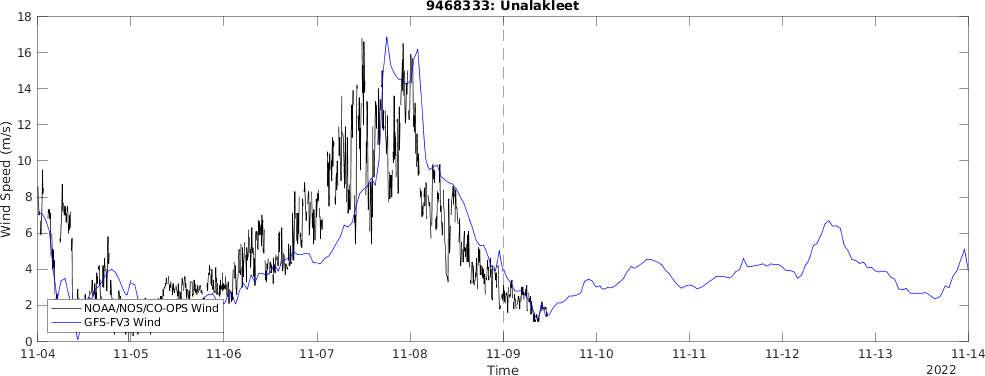 9468333: Unalakleet
18
16
14
12
10
8
6
4
2
0
Wind Speed (m/s)
NOAA/NOS/CO-OPS Wind
GFS-FV3 Wind
11-04 11-05 11-06 11-07 11-08 11-09 11-10 11-11 11-12 11-13 11-14
Time
2022